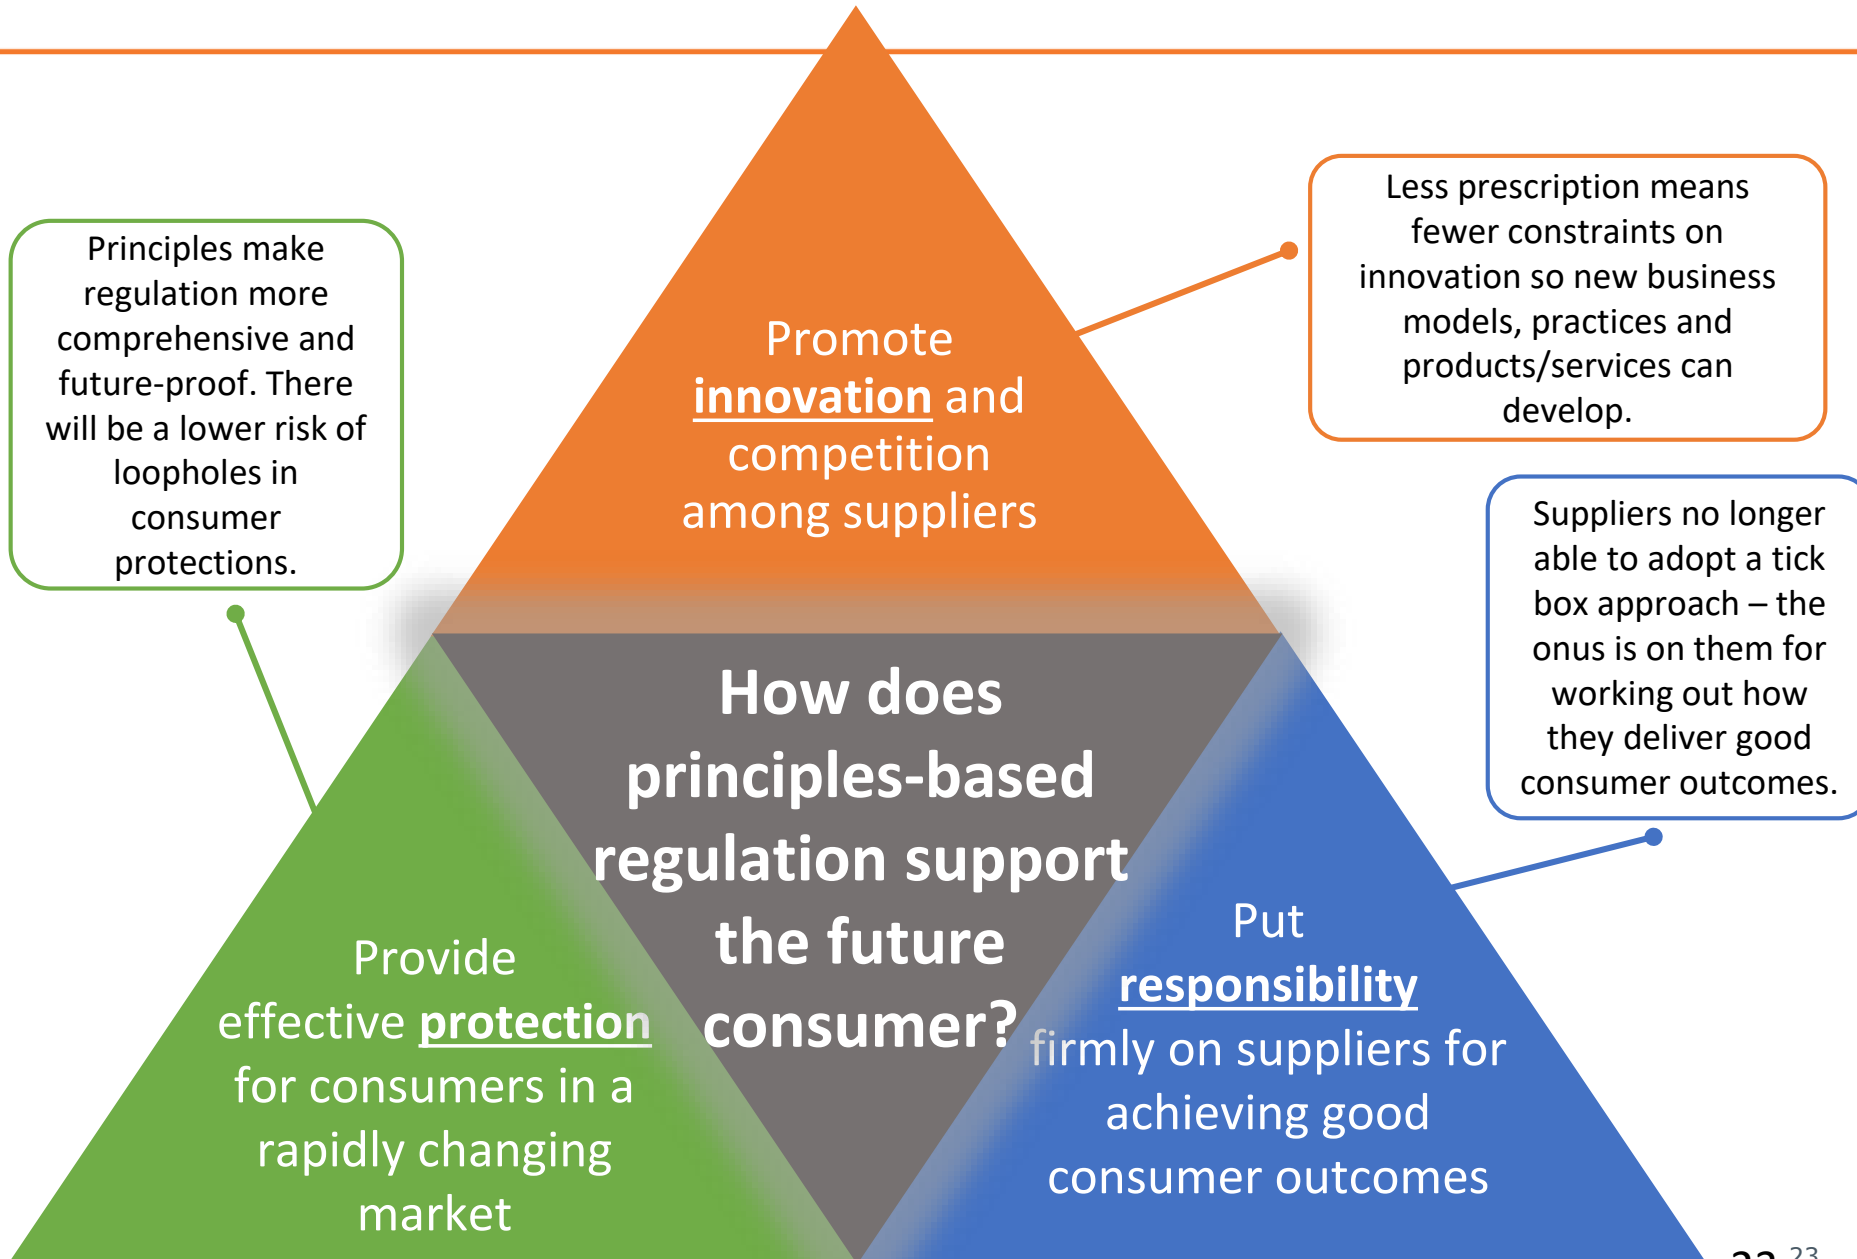 Promote
innovation and
competition
among suppliers
Less prescription means
fewer constraints on
innovation so new business
models, practices and
products/services can
develop.
Principles make
regulation more
comprehensive and
future-proof. There
will be a lower risk of
loopholes in
consumer
protections.
How does
principles-based
regulation support
the future
consumer?
Suppliers no longer
able to adopt a tick
box approach – the
onus is on them for
working out how
they deliver good
consumer outcomes.
Provide
effective protection
for consumers in a
rapidly changing
market
Put
responsibility
firmly on suppliers for
achieving good
consumer outcomes
23